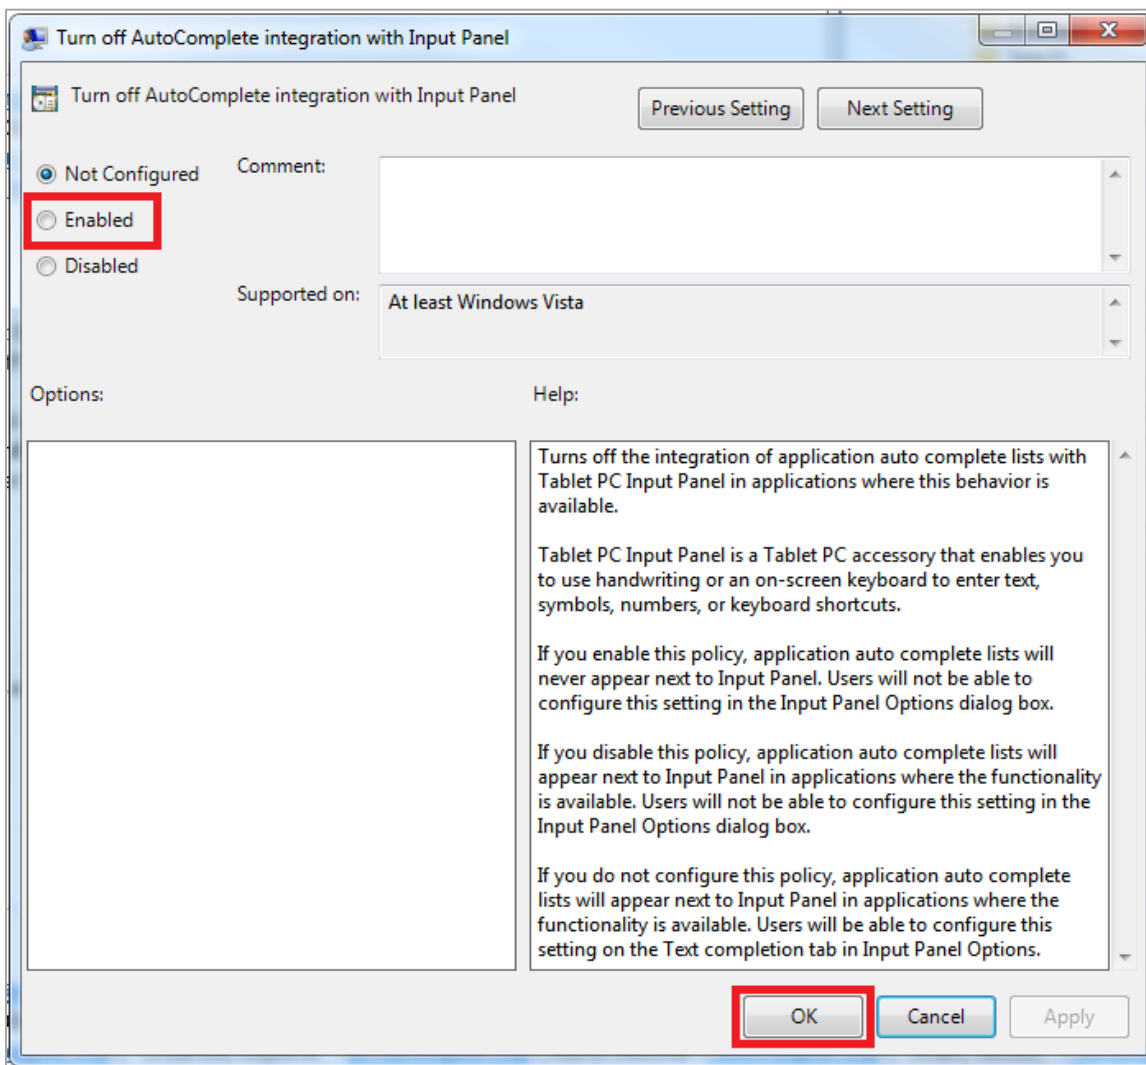 Turn off AutoComplete integration with Input Panel
Turn off AutoComplete integration with Input Panel
Previous Setting
Next Setting
Not Configured
Comment:
Enabled
Disabled
Supported on:
At least Windows Vista
Options:
Help:
Turns off the integration of application auto complete lists with
Tablet PC Input Panel in applications where this behavior is
available.
Tablet PC Input Panel is a Tablet PC accessory that enables you
to use handwriting or an on-screen keyboard to enter text,
symbols, numbers, or keyboard shortcuts.
If you enable this policy, application auto complete lists will
never appear next to Input Panel. Users will not be able to
configure this setting in the Input Panel Options dialog box.
If you disable this policy, application auto complete lists will
appear next to Input Panel in applications where the functionality
is available. Users will not be able to configure this setting in the
Input Panel Options dialog box.
If you do not configure this policy, application auto complete
lists will appear next to Input Panel in applications where the
functionality is available. Users will be able to configure this
setting on the Text completion tab in Input Panel Options.
OK
Cancel
Apply